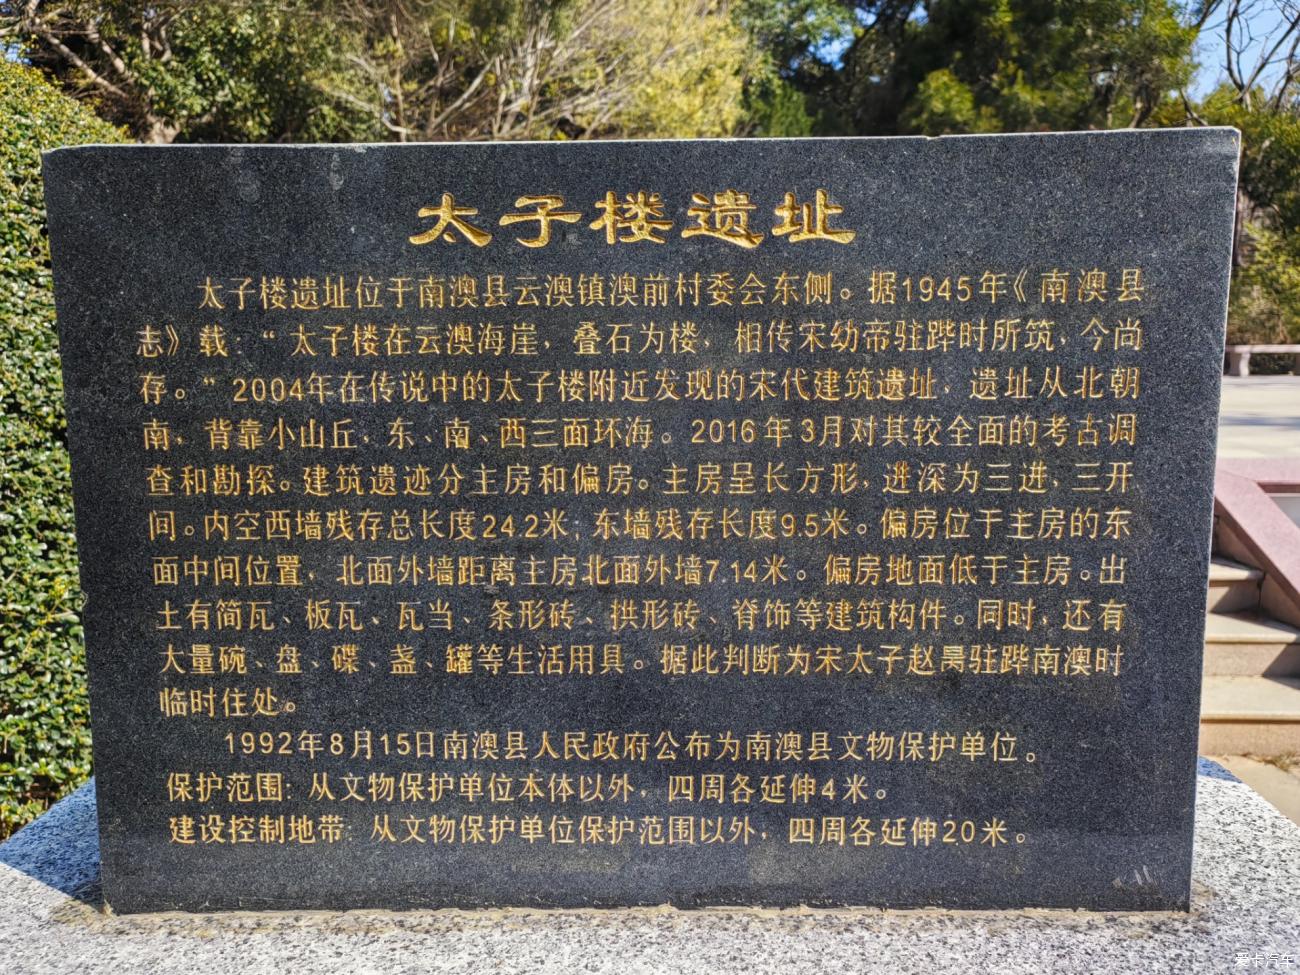 太子楼遗址
太子楼遗址位于南澳县云澳镇澳前村委会东侧。据1945年《南澳县
志》载：“太子楼在云澳海崖，叠石为楼，相传宋幼帝驻跸时所筑，今尚
存。”2004年在传说中的太子楼附近发现的宋代建筑遗址，遗址从北朝
南，背靠小山丘，东、南、西三面环海。2016年3月对其较全面的考古调
查和勘探。建筑遗迹分主房和偏房。主房呈长方形，进深为三进，三开
间。内空西墙残存总长度24.2米，东墙残存长度9.5米。偏房位于主房的东
面中间位置，北面外墙距离主房北面外墙7.14米。偏房地面低于主房。出
土有简瓦、板瓦、瓦当、条形砖、拱形砖、脊饰等建筑构件。同时，还有
大量碗、盘、碟、盏、罐等生活用具。据此判断为宋太子赵昺驻跸南澳时
临时住处。
1992年8月15日南澳县人民政府公布为南澳县文物保护单位。
保护范围：从文物保护单位本体以外，四周各延伸4米。
建设控制地带：从文物保护单位保护范围以外，四周各延伸20米。
爱卡汽车